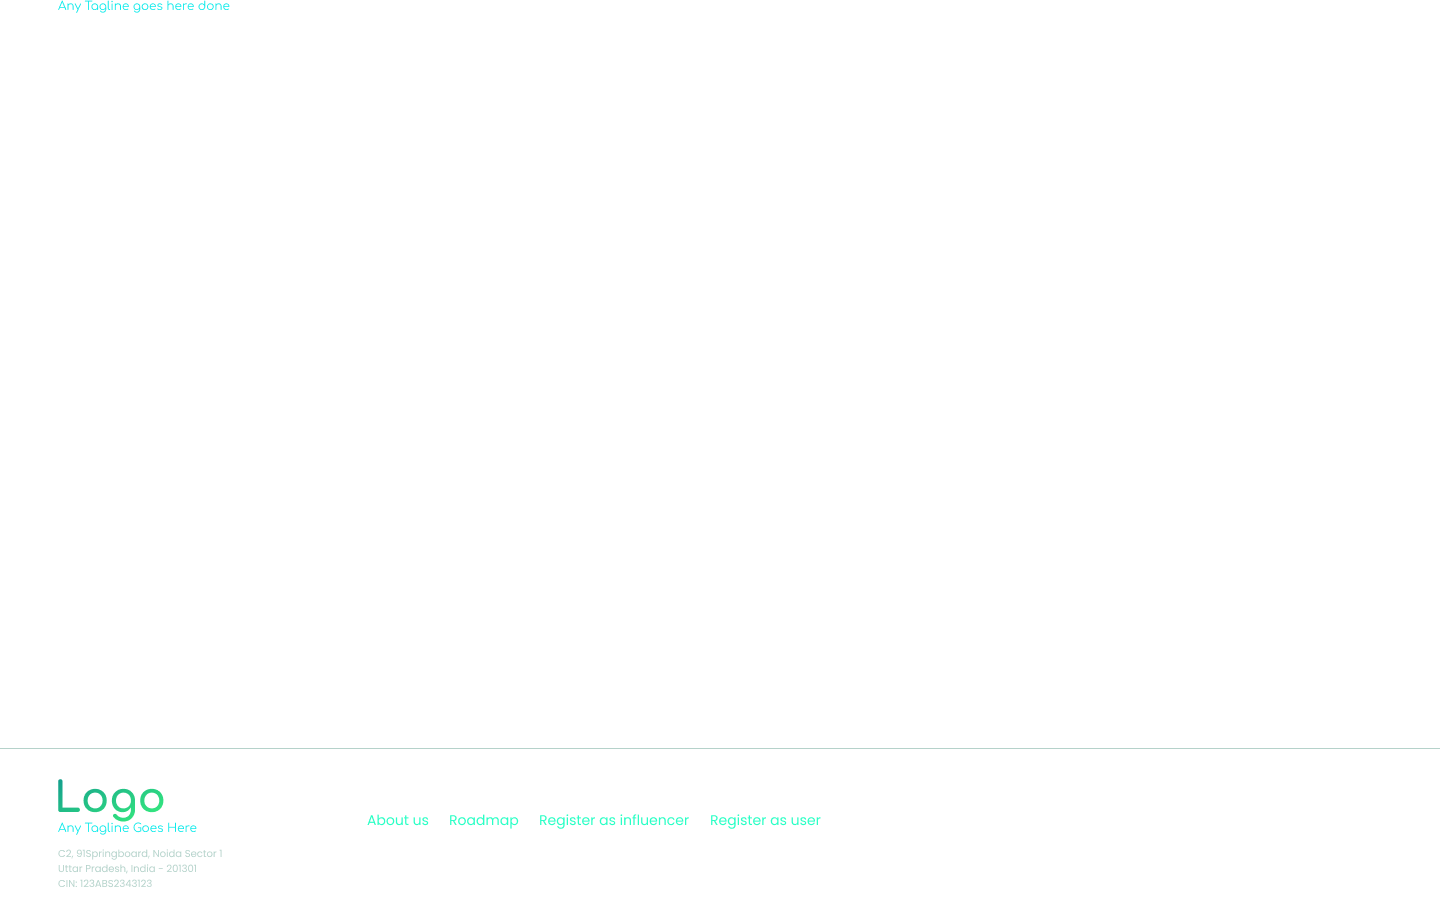 Any Tagline goes here done
Logo
Any Tagline Goes Here
C2, 91Springboard, Noida Sector 1
Uttar Pradesh, India - 201301
CIN: 123ABS2343123
About us Roadmap Register as influencer Register as user